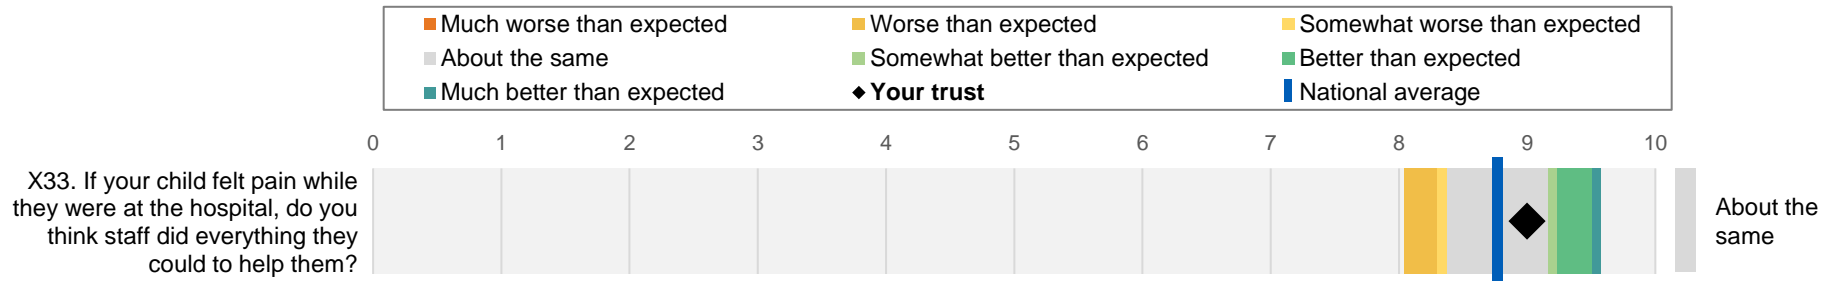 Much worse than expected
Worse than expected
Somewhat worse than expected
About the same
Somewhat better than expected
Better than expected
Much better than expected
Your trust
National average
0 1 2 3 4 5 6 7 8 9 10
X33. If your child felt pain while
they were at the hospital, do you
think staff did everything they
could to help them?
About the
same